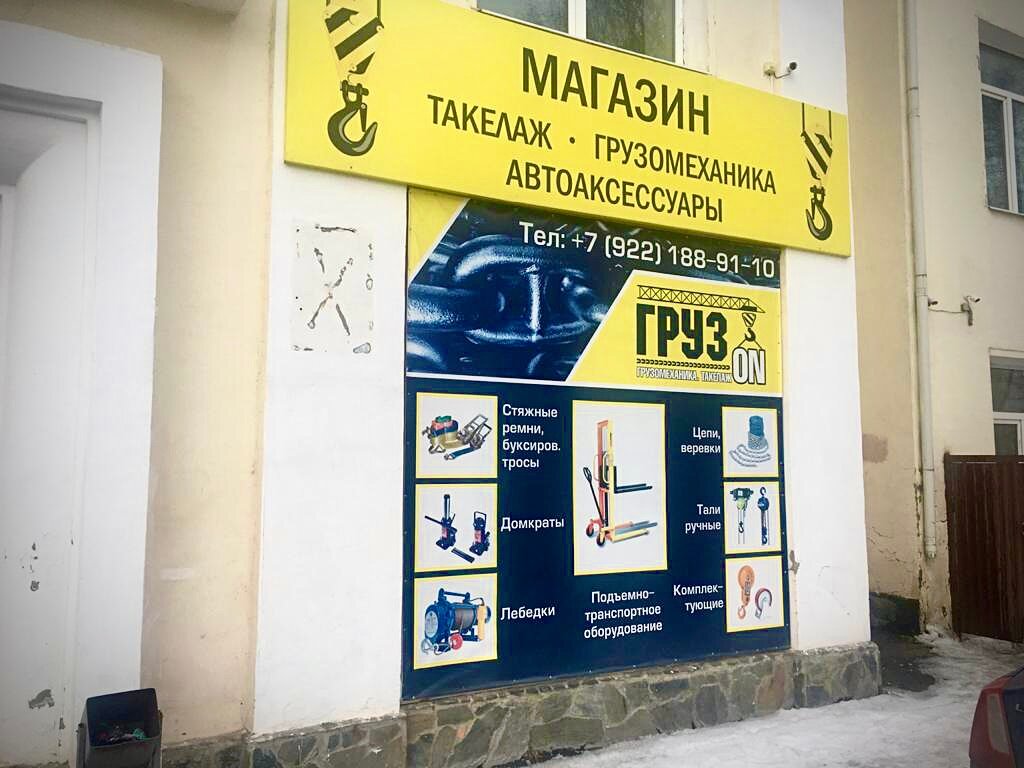 МАГАЗИН
ТАКЕЛАЖ · ГРУЗОМЕХАНИКА
АВТОАКСЕССУАРЫ
Тел: +7 (922) 188-91-10
ГРУЗ
ON
ГРУЗОМЕХАНИКА. ТАКЕЛАЖ
Стяжные
ремни,
буксиров.
тросы
Домкраты
Лебедки
Подъемно-
транспортное
оборудование
Цепи,
веревки
Тали
ручные
Комплек-
тующие